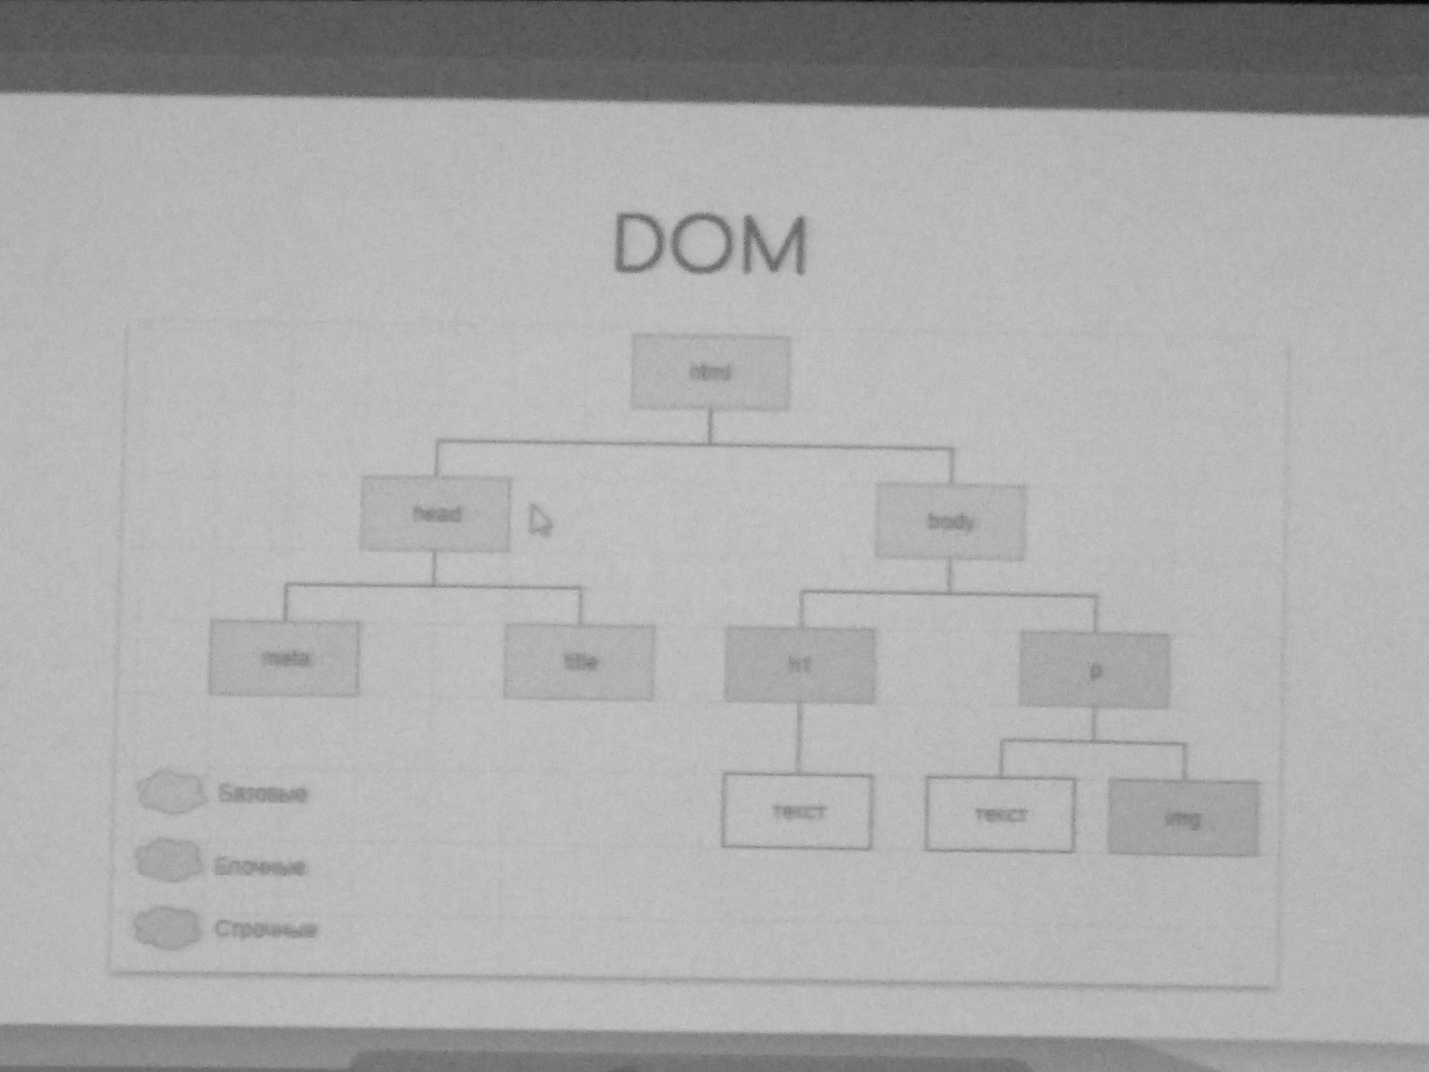 DOM
html
head
body
meta
title
h1
p
текст
текст
img
Базовые
Блочные
Строчные